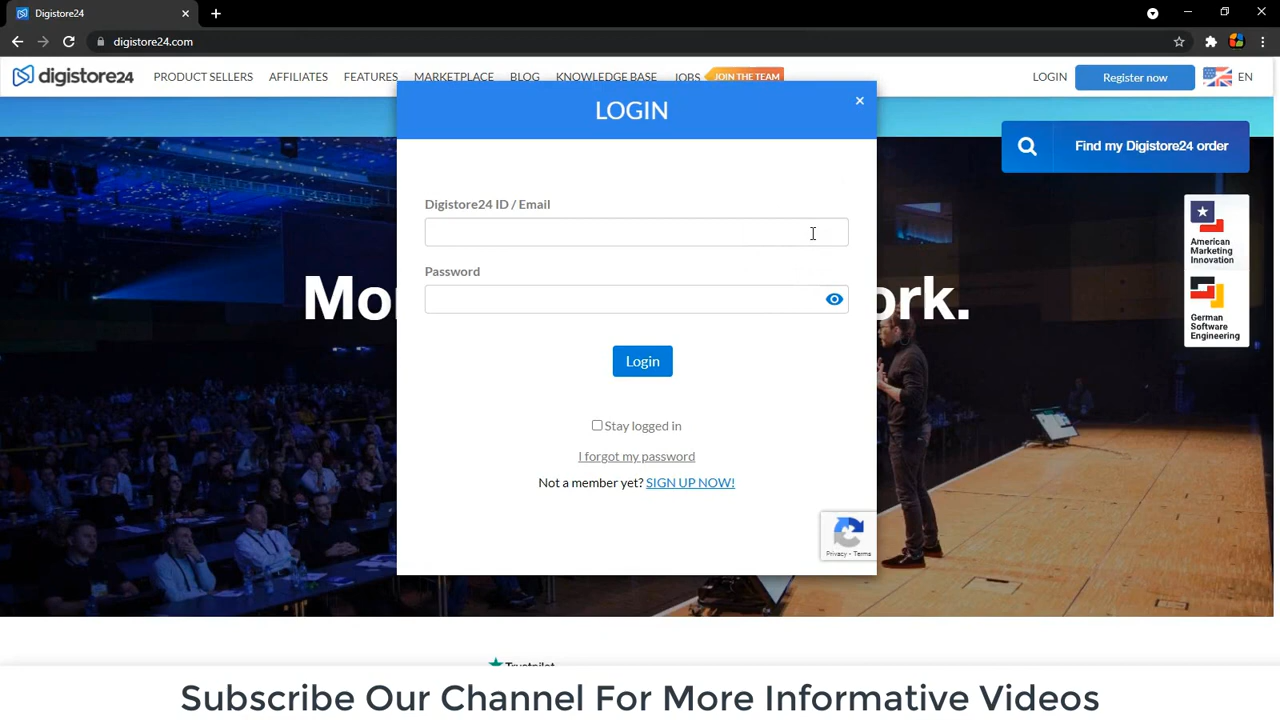 Digistore24
digistore24.com
digistore24 PRODUCT SELLERS AFFILIATES FEATURES MARKETPLACE BLOG KNOWLEDGE BASE JOBS JOIN THE TEAM LOGIN Register now EN
LOGIN
Find my Digistore24 order
Digistore24 ID / Email
American
Marketing
Innovation
Password
Mo
rk.
German
Software
Engineering
Login
Stay logged in
I forgot my password
Not a member yet? SIGN UP NOW!
Privacy - Terms
Trustpilot
Subscribe Our Channel For More Informative Videos